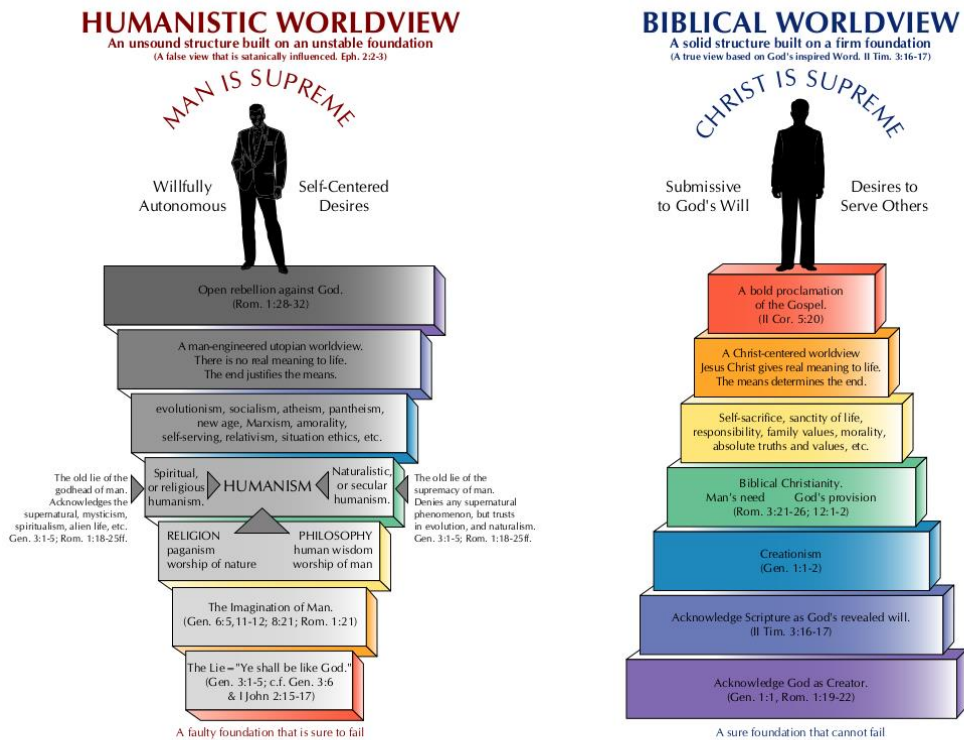 HUMANISTIC WORLDVIEW
An unsound structure built on an unstable foundation
(A false view that is satanically influenced. Eph. 2:2-3)
MAN IS SUPREME
Willfully
Autonomous
Self-Centered
Desires
Open rebellion against God.
(Rom. 1:28-32)
A man-engineered utopian worldview.
There is no real meaning to life.
The end justifies the means.
evolutionism, socialism, atheism, pantheism,
new age, Marxism, amorality,
self-serving, relativism, situation ethics, etc.
The old lie of the
godhead of man.
Acknowledges the
supernatural, mysticism,
spiritualism, alien life, etc.
Gen. 3:1-5; Rom. 1:18-25ff.
Spiritual,
or religious
humanism.
HUMANISM
Naturalistic,
or secular
humanism.
The old lie of the
supremacy of man.
Denies any supernatural
phenomenon, but trusts
in evolution, and naturalism.
Gen. 3:1-5; Rom. 1:18-25ff.
RELIGION
paganism
worship of nature
PHILOSOPHY
human wisdom
worship of man
The Imagination of Man.
(Gen. 6:5,11-12; 8:21; Rom. 1:21)
The Lie–"Ye shall be like God."
(Gen. 3:1-5; c.f. Gen. 3:6
& I John 2:15-17)
A faulty foundation that is sure to fail
BIBLICAL WORLDVIEW
A solid structure built on a firm foundation
(A true view based on God's inspired Word. II Tim. 3:16-17)
CHRIST IS SUPREME
Submissive
to God's Will
Desires to
Serve Others
A bold proclamation
of the Gospel.
(II Cor. 5:20)
A Christ-centered worldview
Jesus Christ gives real meaning to life.
The means determines the end.
Self-sacrifice, sanctity of life,
responsibility, family values, morality,
absolute truths and values, etc.
Biblical Christianity.
Man's need God's provision
(Rom. 3:21-26; 12:1-2)
Creationism
(Gen. 1:1-2)
Acknowledge Scripture as God's revealed will.
(II Tim. 3:16-17)
Acknowledge God as Creator.
(Gen. 1:1, Rom. 1:19-22)
A sure foundation that cannot fail